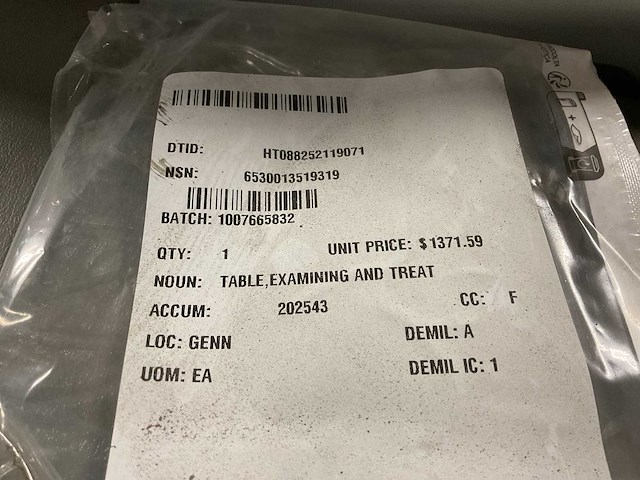 DTID: HT088252119071
NSN: 6530013519319
BATCH: 1007665832
QTY: 1 UNIT PRICE: $1371.59
NOUN: TABLE,EXAMINING AND TREAT
ACCUM: 202543 CC: F
LOC: GENN DEMIL: A
UOM: EA DEMIL IC: 1